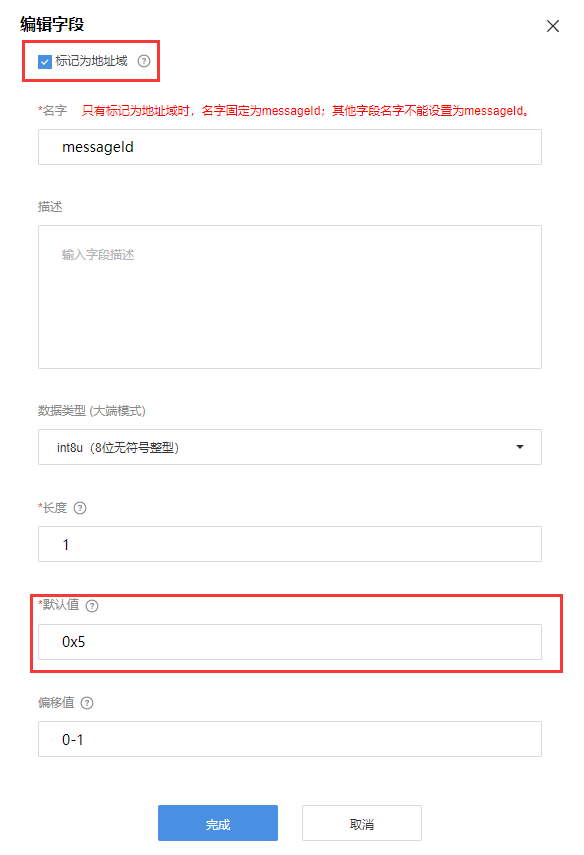 编辑字段
标记为地址域 ?
*名字 只有标记为地址域时，名字固定为messageId；其他字段名字不能设置为messageId。
messageId
描述
输入字段描述
数据类型 (大端模式)
int8u（8位无符号整型）
*长度 ?
1
*默认值 ?
0x5
偏移值 ?
0-1
完成 取消